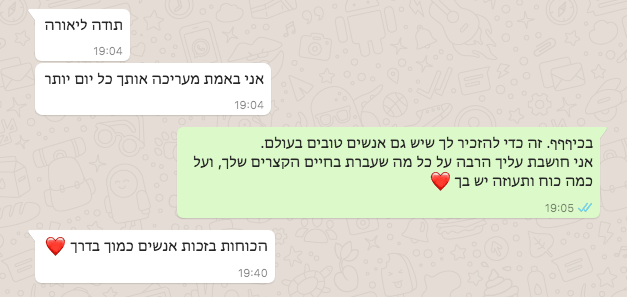 תודה ליאורה
19:04
אני באמת מעריכה אותך כל יום יותר
19:04
בכיףףף. זה כדי להזכיר לך שיש גם אנשים טובים בעולם.
אני חושבת עליך הרבה על כל מה שעברת בחיים הקצרים שלך, ועל
כמה כוח ותעוזה יש בך ❤️
19:05
הכוחות בזכות אנשים כמוך בדרך ❤️
19:40